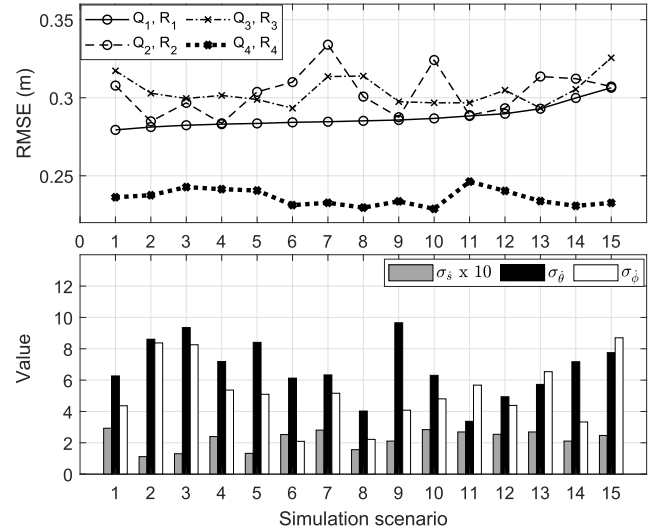 0.35
Q₁, R₁ Q₃, R₃
Q₂, R₂ Q₄, R₄
RMSE (m)
0.3
0.25
0 1 2 3 4 5 6 7 8 9 10 11 12 13 14 15
σ_ṡ x 10 σ_θ̇ σ_ϕ̇
12
10
8
Value
6
4
2
0
1 2 3 4 5 6 7 8 9 10 11 12 13 14 15
Simulation scenario